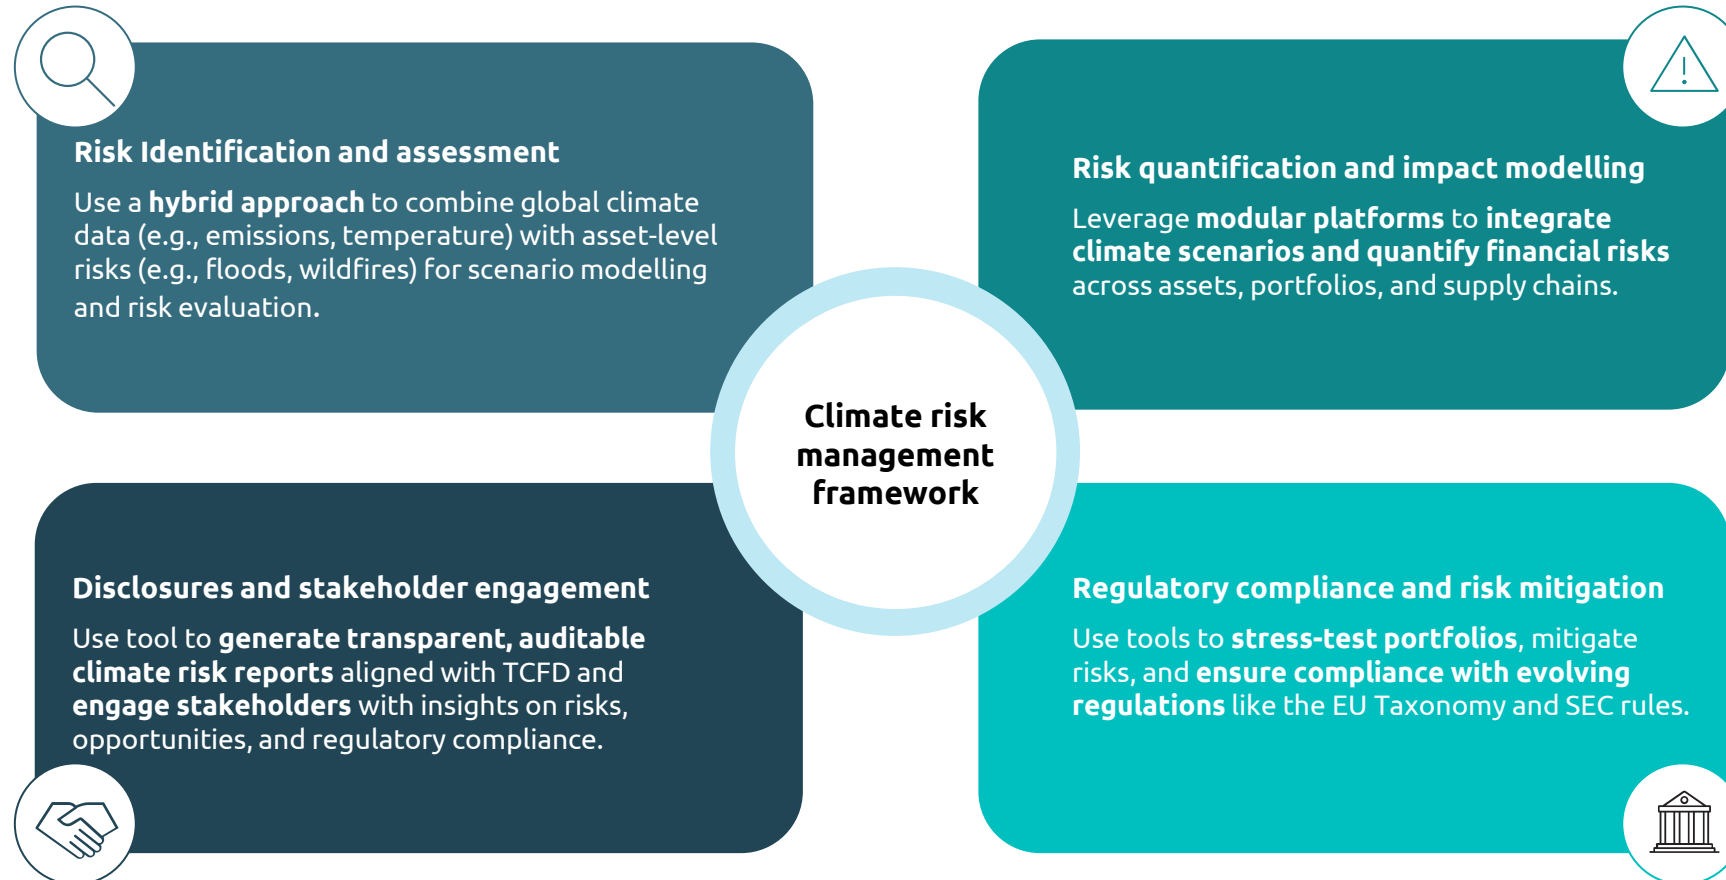 Risk Identification and assessment
Use a hybrid approach to combine global climate
data (e.g., emissions, temperature) with asset-level
risks (e.g., floods, wildfires) for scenario modelling
and risk evaluation.
Risk quantification and impact modelling
Leverage modular platforms to integrate
climate scenarios and quantify financial risks
across assets, portfolios, and supply chains.
Climate risk
management
framework
Disclosures and stakeholder engagement
Use tool to generate transparent, auditable
climate risk reports aligned with TCFD and
engage stakeholders with insights on risks,
opportunities, and regulatory compliance.
Regulatory compliance and risk mitigation
Use tools to stress-test portfolios, mitigate
risks, and ensure compliance with evolving
regulations like the EU Taxonomy and SEC rules.